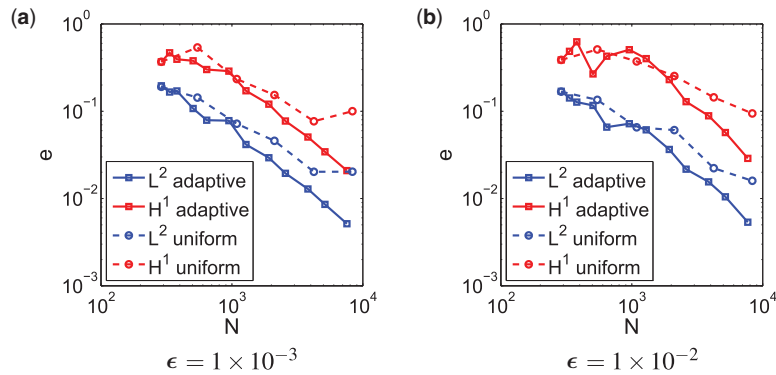 (a)
10^0
10^-1
10^-2
10^-3
e
L^2 adaptive
H^1 adaptive
L^2 uniform
H^1 uniform
10^2
10^3
10^4
N
ϵ = 1 × 10^-3
(b)
10^0
10^-1
10^-2
10^-3
e
L^2 adaptive
H^1 adaptive
L^2 uniform
H^1 uniform
10^2
10^3
10^4
N
ϵ = 1 × 10^-2